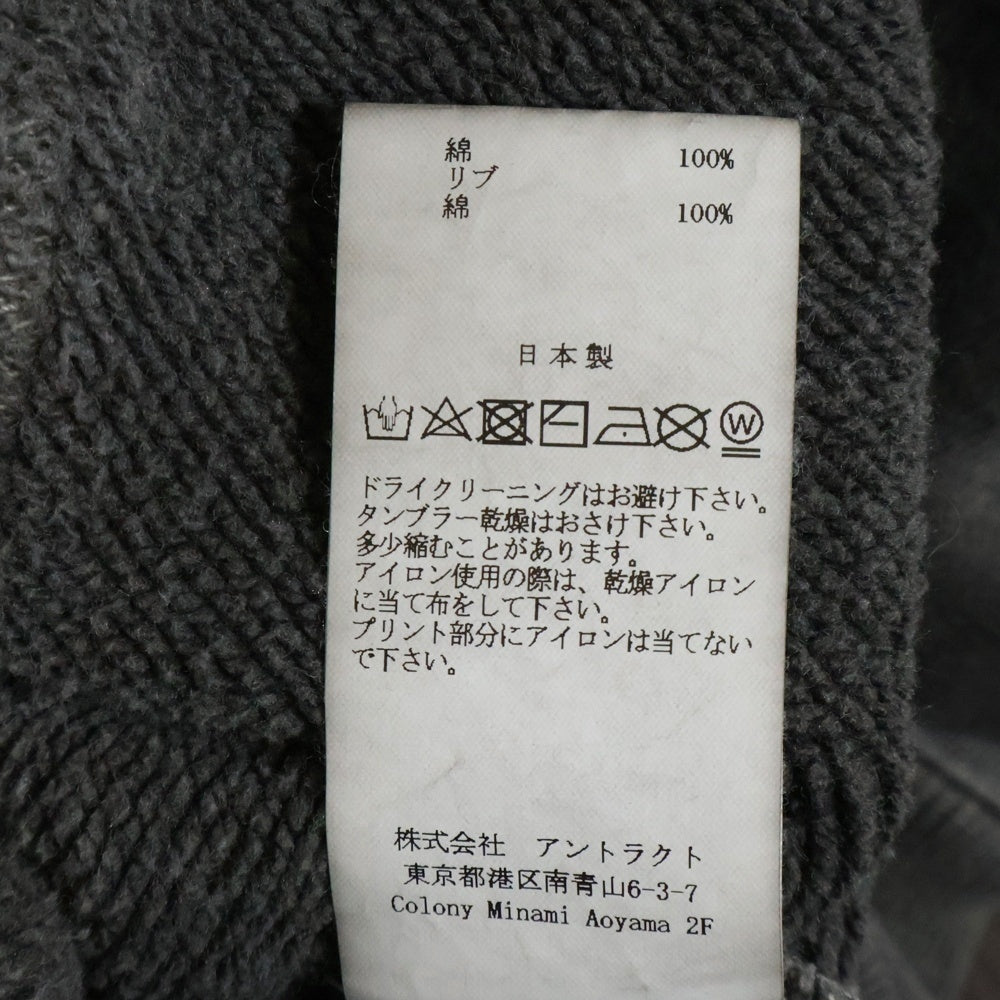 綿 100%
リブ
綿 100%
日本製
W
ドライクリーニングはお避け下さい。
タンブラー乾燥はおさけ下さい。
多少縮むことがあります。
アイロン使用の際は、乾燥アイロン
に当て布をして下さい。
プリント部分にアイロンは当てない
で下さい。
株式会社 アントラクト
東京都港区南青山6-3-7
Colony Minami Aoyama 2F